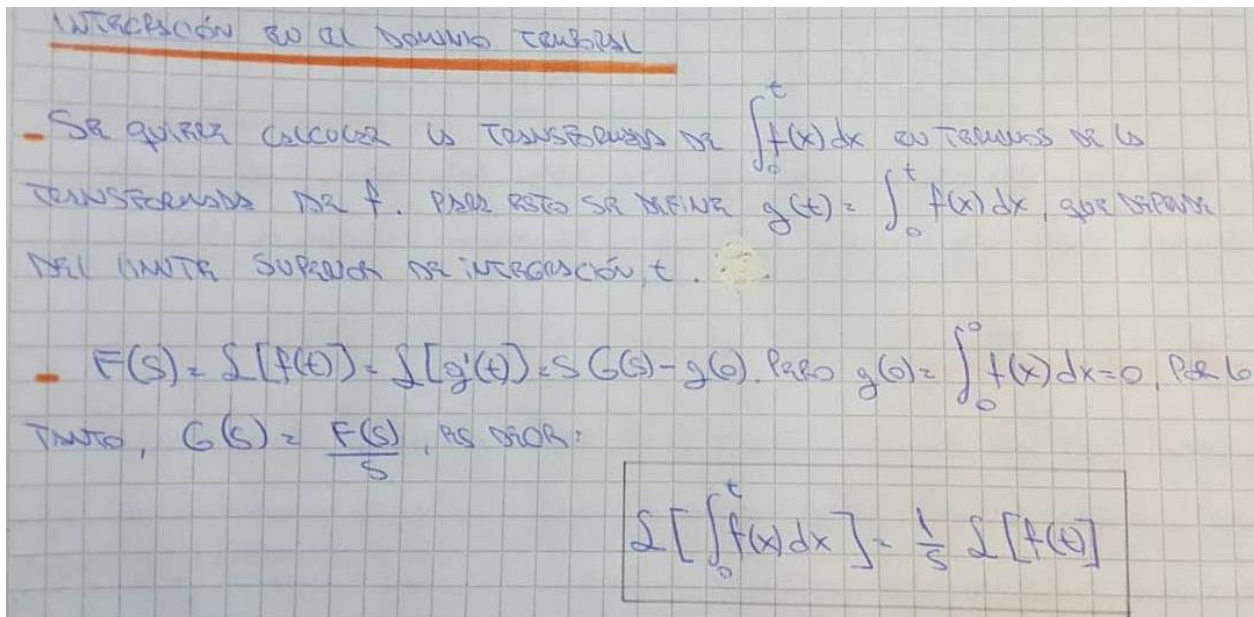 INTEGRACIÓN EN EL DOMINIO TEMPORAL
- SE QUIERE CALCULAR LA TRANSFORMADA DE ∫₀ᵗ f(x) dx EN TERMINOS DE LA
TRANSFORMADA DE f. PARA ESTO SE DEFINE g(t) = ∫₀ᵗ f(x) dx, QUE DEPENDE
DEL LIMITE SUPERIOR DE INTEGRACIÓN, t.
- F(S) = ℒ[f(t)] = ℒ[g'(t)] = S G(S) - g(0). PERO g(0) = ∫₀⁰ f(x) dx = 0, POR LO
TANTO, G(S) = F(S)/S, ES DECIR:
ℒ[∫₀ᵗ f(x) dx] = 1/S ℒ[f(t)]